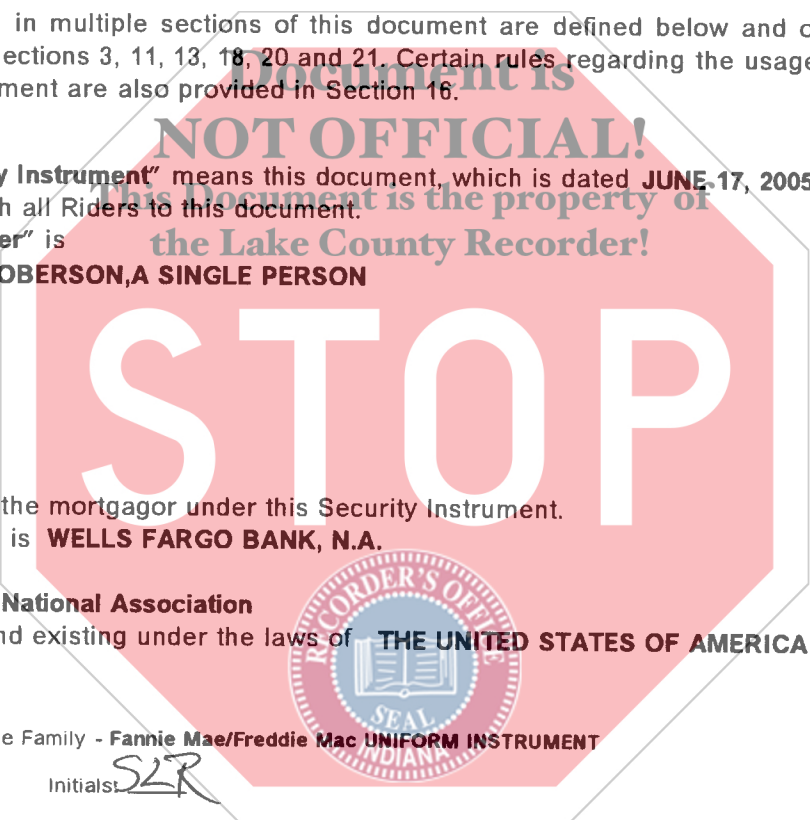 in multiple sections of this document are defined below and
ections 3, 11, 13, 18, 20 and 21. Certain rules regarding the usage
ment are also provided in Section 16.
Document is
NOT OFFICIAL!
This Document is the property of
the Lake County Recorder!
y Instrument" means this document, which is dated JUNE 17, 2005
h all Riders to this document.
er" is
OBERSON,A SINGLE PERSON
STOP
the mortgagor under this Security Instrument.
is WELLS FARGO BANK, N.A.
National Association
nd existing under the laws of THE UNITED STATES OF AMERICA
RECORDER'S OFFICE
SEAL
INDIANA
e Family - Fannie Mae/Freddie Mac UNIFORM INSTRUMENT
Initials: SLR